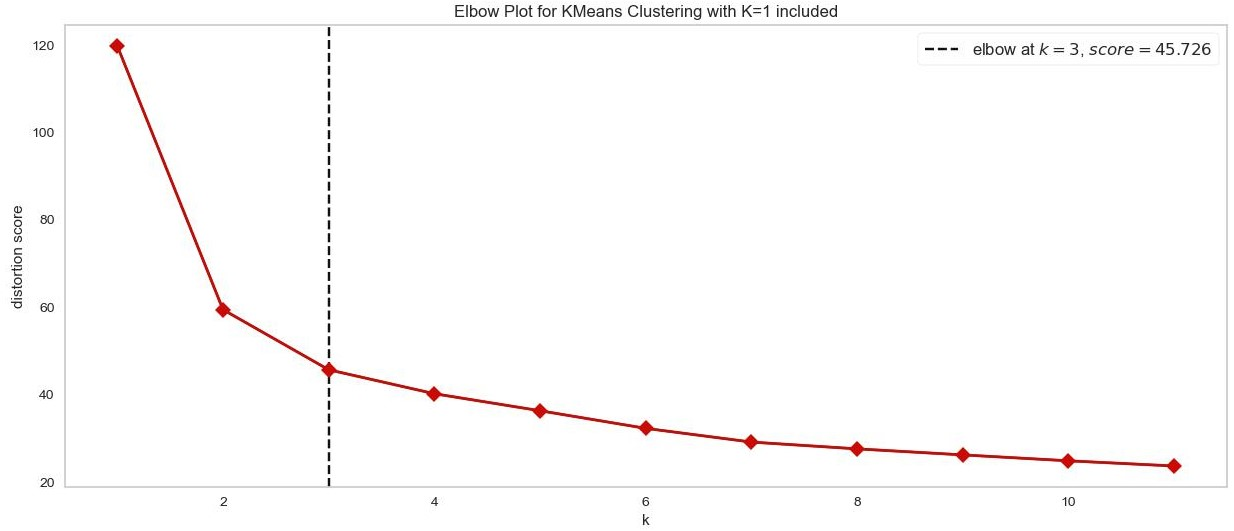 Elbow Plot for KMeans Clustering with K=1 included
elbow at k = 3, score = 45.726
120
100
80
60
40
20
distortion score
2 4 6 8 10
k